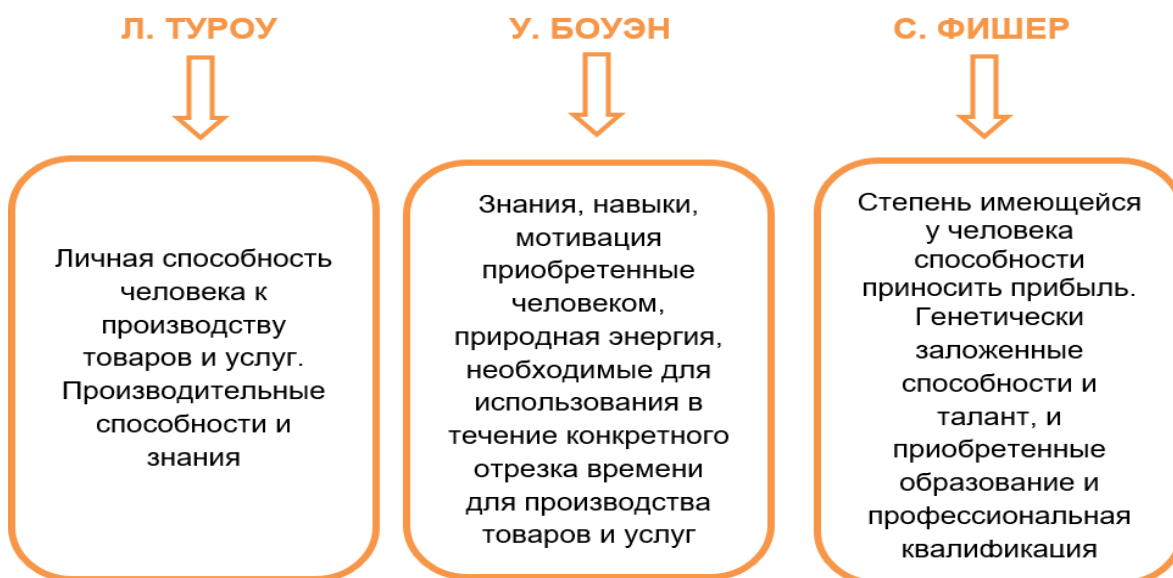 Л. ТУРОУ
Личная способность
человека к
производству
товаров и услуг.
Производительные
способности и
знания
У. БОУЭН
Знания, навыки,
мотивация
приобретенные
человеком,
природная энергия,
необходимые для
использования в
течение конкретного
отрезка времени
для производства
товаров и услуг
С. ФИШЕР
Степень имеющейся
у человека
способности
приносить прибыль.
Генетически
заложенные
способности и
талант, и
приобретенные
образование и
профессиональная
квалификация